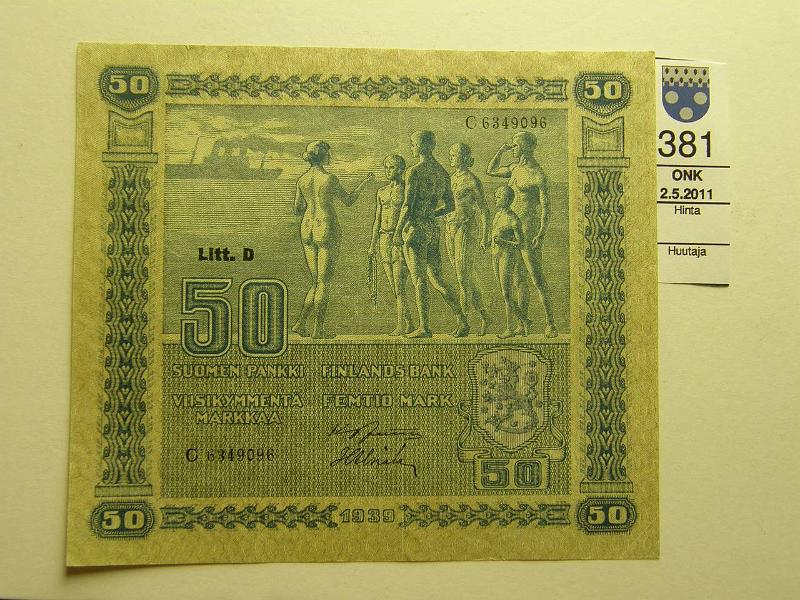 50
50
C 6349096
Litt. D
50
SUOMEN PANKKI FINLANDS BANK
VIISIKYMMENTÄ FEMTIO MARK
MARKKAA
C 6349096
50
50
1939
50
381
ONK
2.5.2011
Hinta
Huutaja